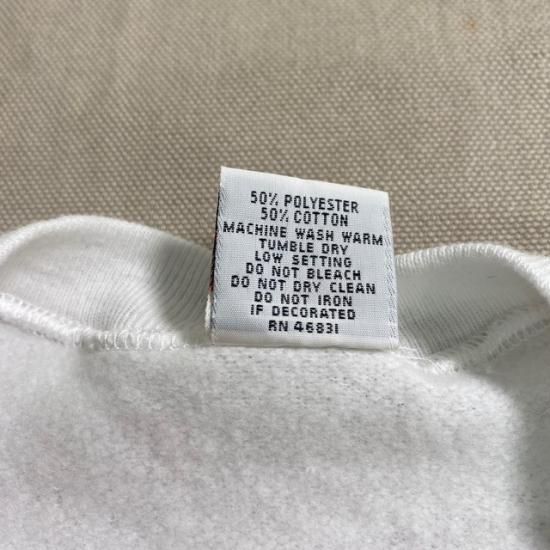 50% POLYESTER
50% COTTON
MACHINE WASH WARM
TUMBLE DRY
LOW SETTING
DO NOT BLEACH
DO NOT DRY CLEAN
DO NOT IRON
IF DECORATED
RN 46831